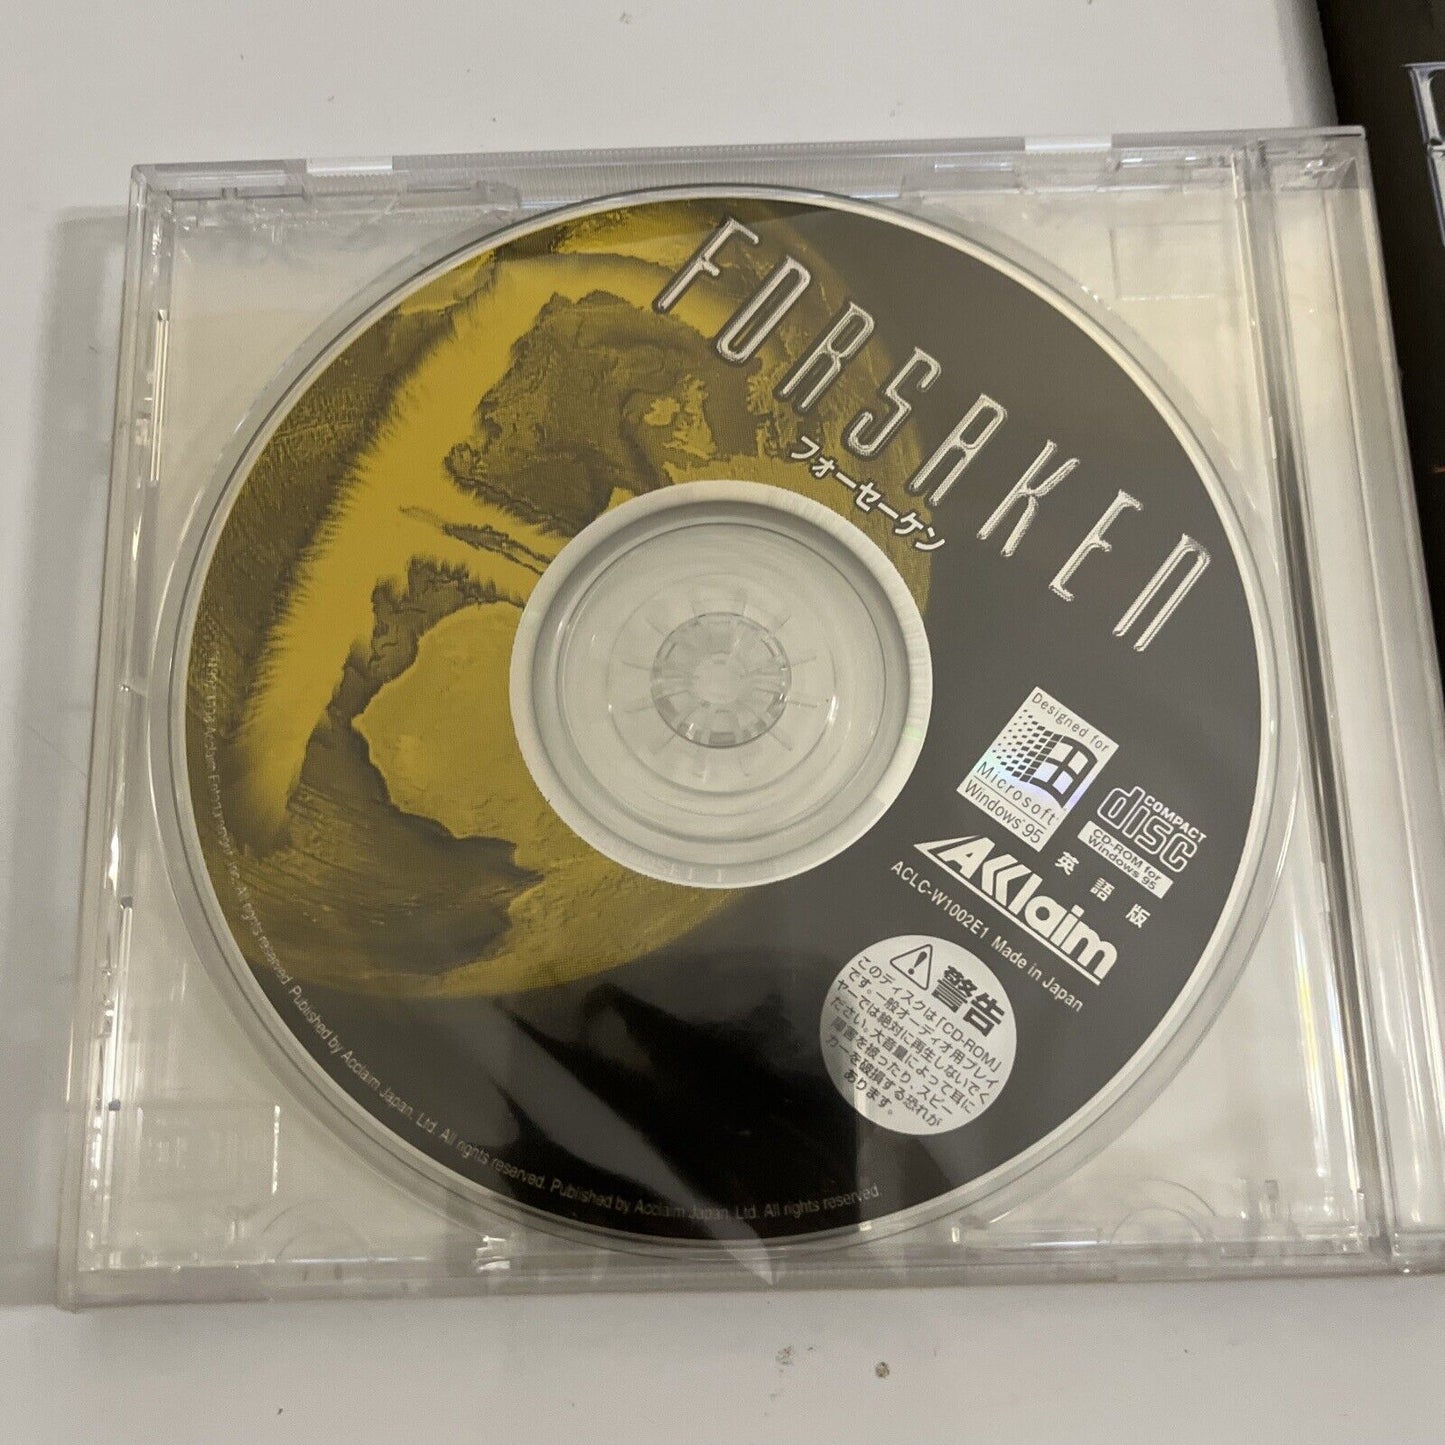 FORSAKEN
フォーセーケン
Designed for
Microsoft
Windows 95
COMPACT
disc
CD-ROM for
Windows 95
英語版
Acclaim
ACLC-W1002E1 Made in Japan
警告
このディスクは「CD-ROM」
です。一般オーディオ用プレイ
ヤーでは絶対に再生しないでく
ださい。大音量によって耳に
障害を被ったり、スピー
カーを破損する恐れが
あります。
Acclaim Entertainment, Inc. All rights reserved. Published by Acclaim Japan, Ltd. All rights reserved. Published by Acclaim Japan, Ltd. All rights reserved.